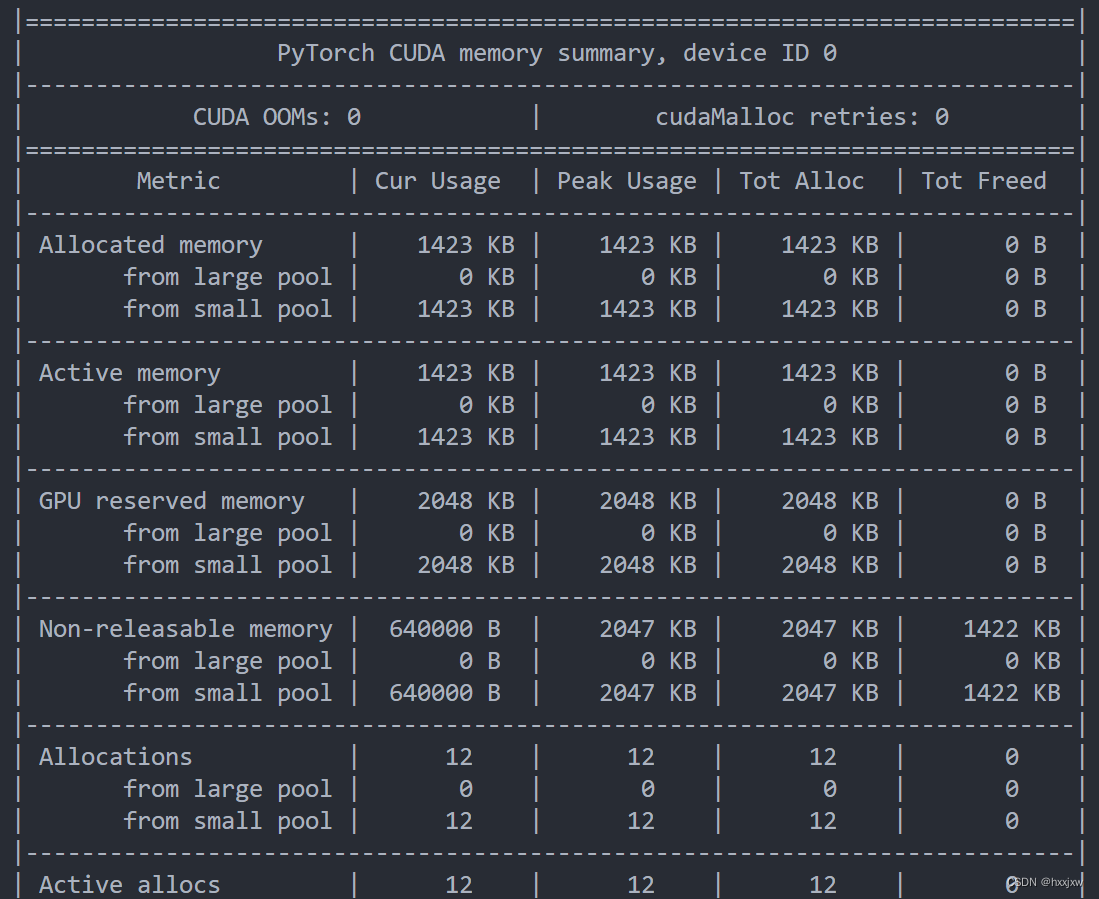 |===========================================================================|
|                  PyTorch CUDA memory summary, device ID 0                 |
|---------------------------------------------------------------------------|
|            CUDA OOMs: 0            |        cudaMalloc retries: 0         |
|===========================================================================|
|        Metric         | Cur Usage  | Peak Usage | Tot Alloc  | Tot Freed  |
|---------------------------------------------------------------------------|
| Allocated memory      |    1423 KB |    1423 KB |    1423 KB |       0 B  |
|       from large pool |       0 KB |       0 KB |       0 KB |       0 B  |
|       from small pool |    1423 KB |    1423 KB |    1423 KB |       0 B  |
|---------------------------------------------------------------------------|
| Active memory         |    1423 KB |    1423 KB |    1423 KB |       0 B  |
|       from large pool |       0 KB |       0 KB |       0 KB |       0 B  |
|       from small pool |    1423 KB |    1423 KB |    1423 KB |       0 B  |
|---------------------------------------------------------------------------|
| GPU reserved memory   |    2048 KB |    2048 KB |    2048 KB |       0 B  |
|       from large pool |       0 KB |       0 KB |       0 KB |       0 B  |
|       from small pool |    2048 KB |    2048 KB |    2048 KB |       0 B  |
|---------------------------------------------------------------------------|
| Non-releasable memory |  640000 B  |    2047 KB |    2047 KB |    1422 KB |
|       from large pool |       0 B  |       0 KB |       0 KB |       0 KB |
|       from small pool |  640000 B  |    2047 KB |    2047 KB |    1422 KB |
|---------------------------------------------------------------------------|
| Allocations           |      12    |      12    |      12    |       0    |
|       from large pool |       0    |       0    |       0    |       0    |
|       from small pool |      12    |      12    |      12    |       0    |
|---------------------------------------------------------------------------|
| Active allocs         |      12    |      12    |      12    |       0    |
CSDN @hxxjxw